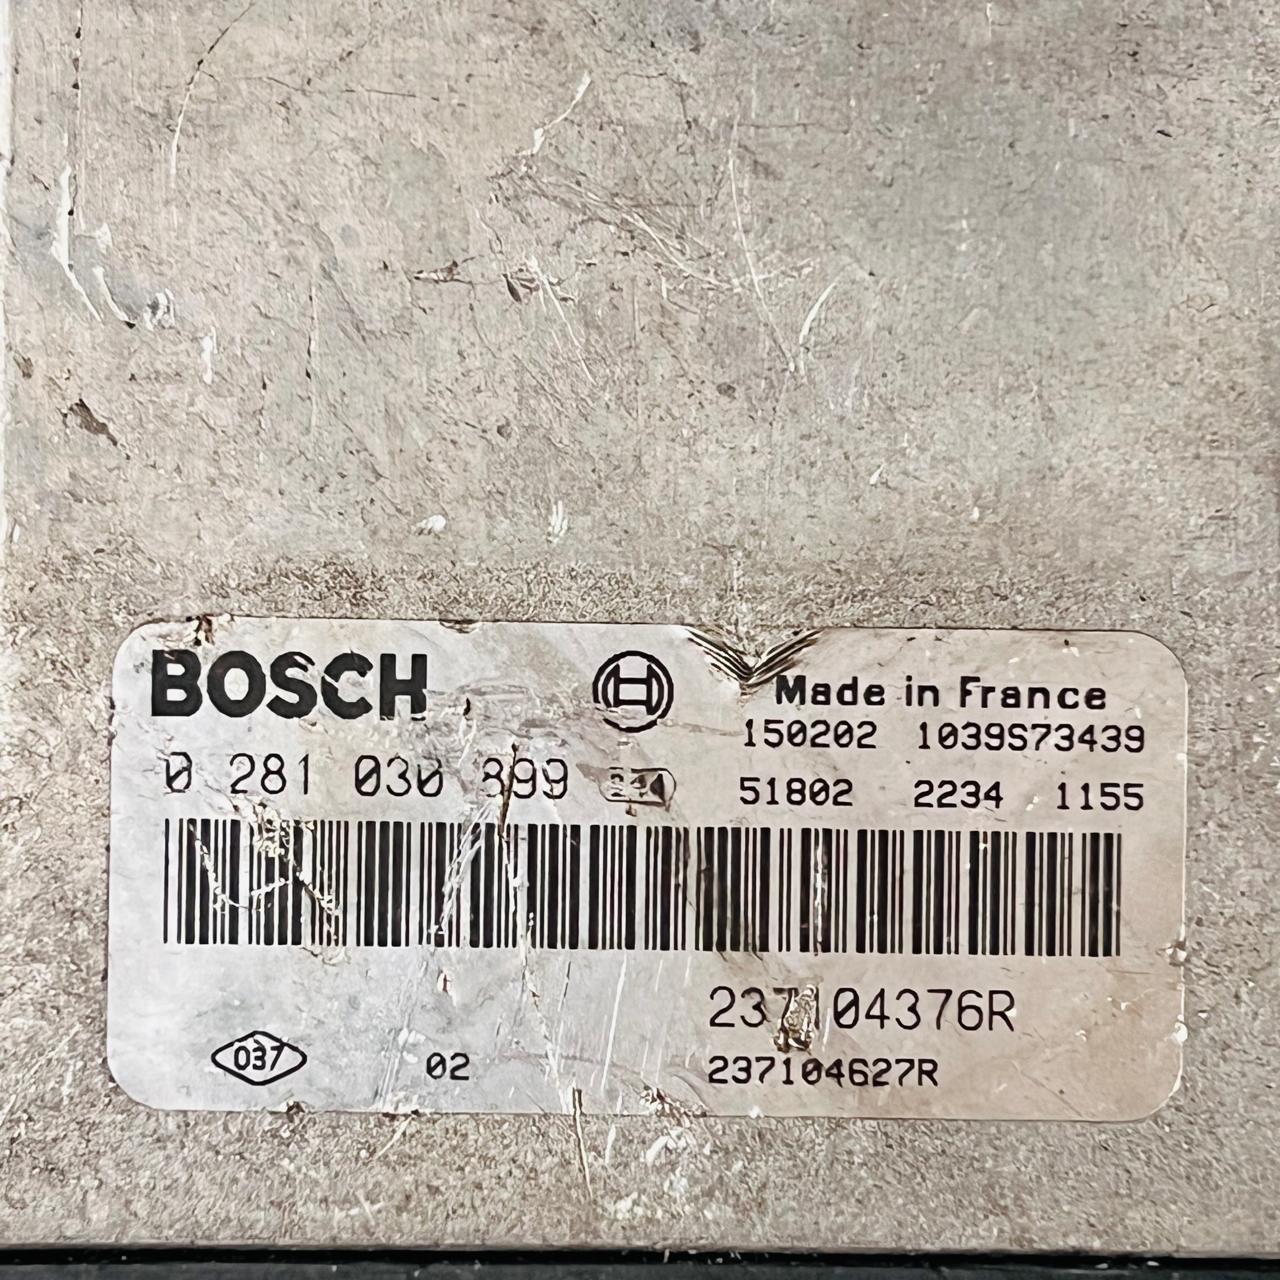 BOSCH
Made in France
150202 1039S73439
0 281 030 899
51802 2234 1155
237104376R
037 02 237104627R